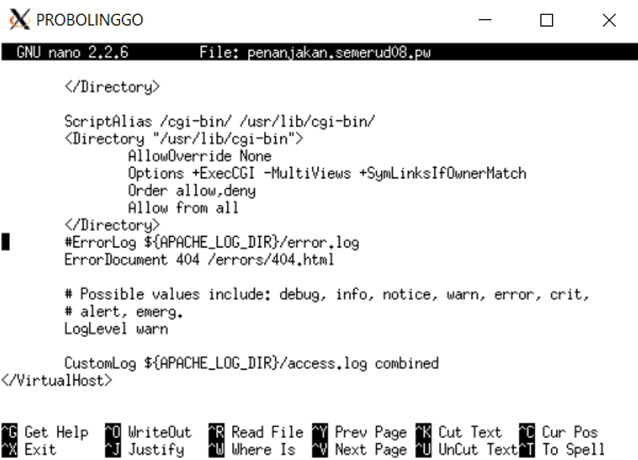 PROBOLINGGO
GNU nano 2.2.6 File: penanjakan.semerud08.pw
</Directory>
ScriptAlias /cgi-bin/ /usr/lib/cgi-bin/
<Directory "/usr/lib/cgi-bin">
AllowOverride None
Options +ExecCGI -MultiViews +SymLinksIfOwnerMatch
Order allow,deny
Allow from all
</Directory>
#ErrorLog ${APACHE_LOG_DIR}/error.log
ErrorDocument 404 /errors/404.html
# Possible values include: debug, info, notice, warn, error, crit,
# alert, emerg.
LogLevel warn
CustomLog ${APACHE_LOG_DIR}/access.log combined
</VirtualHost>
^G Get Help ^O WriteOut ^R Read File ^Y Prev Page ^K Cut Text ^C Cur Pos
^X Exit ^J Justify ^W Where Is ^V Next Page ^U UnCut Text ^T To Spell